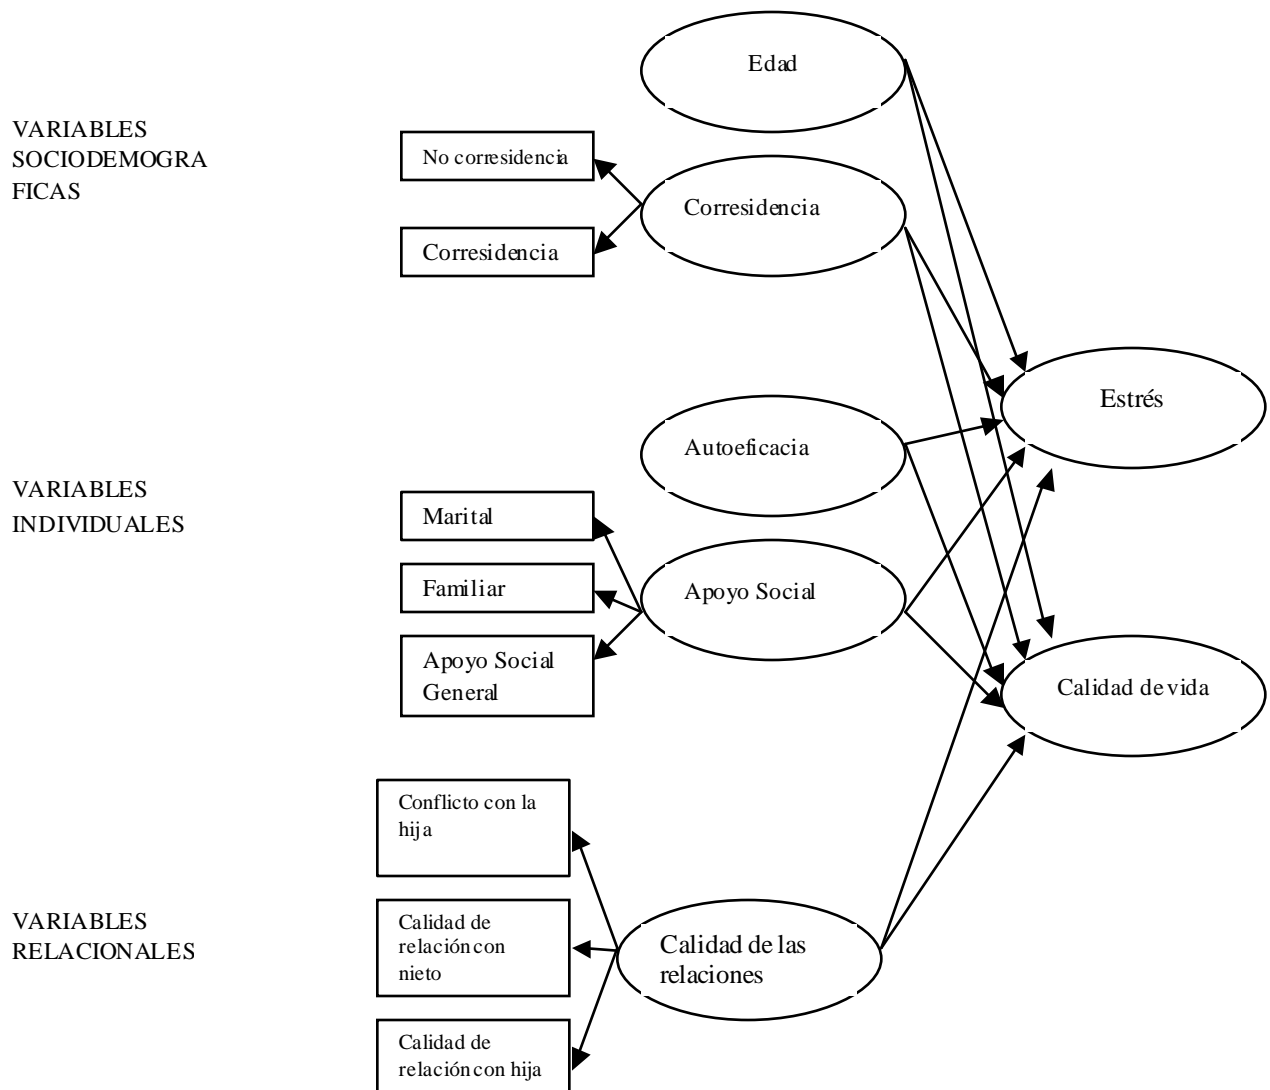 Edad
VARIABLES
SOCIODEMOGRA
FICAS
No corresidencia
Corresidencia
Corresidencia
Estrés
Autoeficacia
VARIABLES
INDIVIDUALES
Marital
Familiar
Apoyo Social
General
Apoyo Social
Calidad de vida
Conflicto con la
hija
VARIABLES
RELACIONALES
Calidad de
relación con
nieto
Calidad de las
relaciones
Calidad de
relación con hija